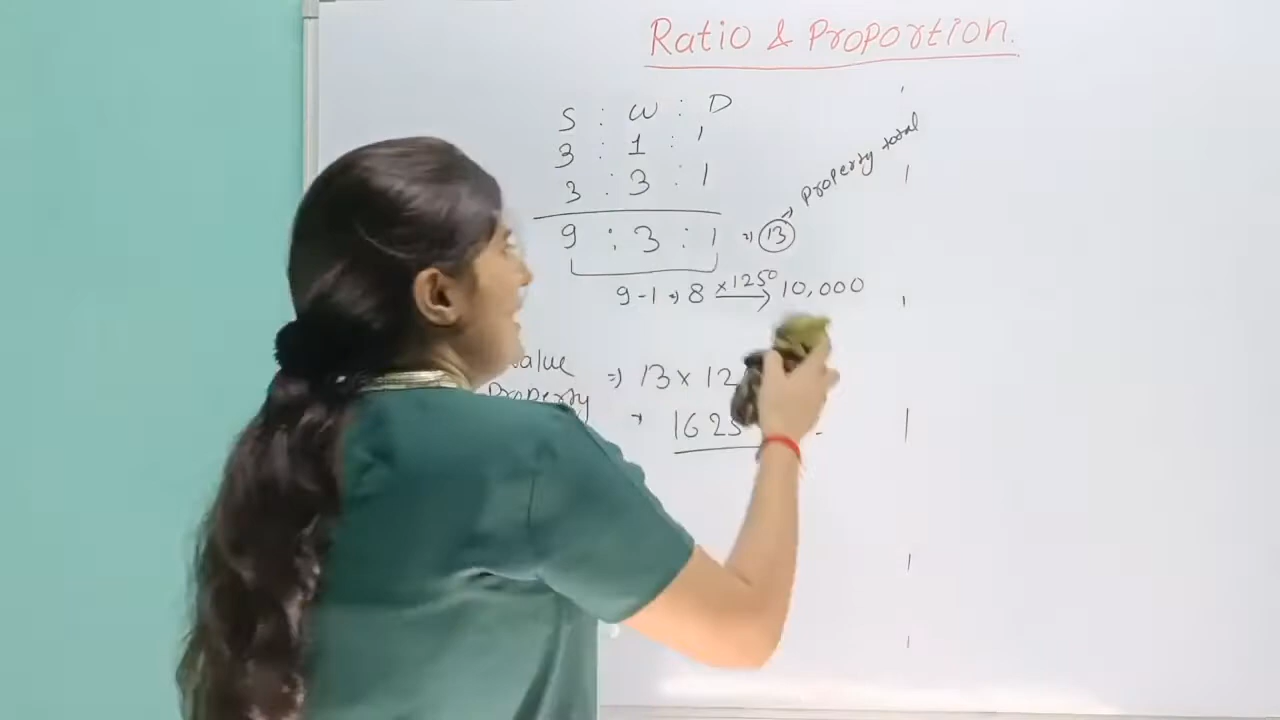 Ratio & Proportion.
S : W : D
3 : 1 : 1
3 : 3 : 1
9 : 3 : 1 => 13 -> Property total
9-1 => 8 ×1250 → 10,000
=> 13 × 12
Property
→ 1625